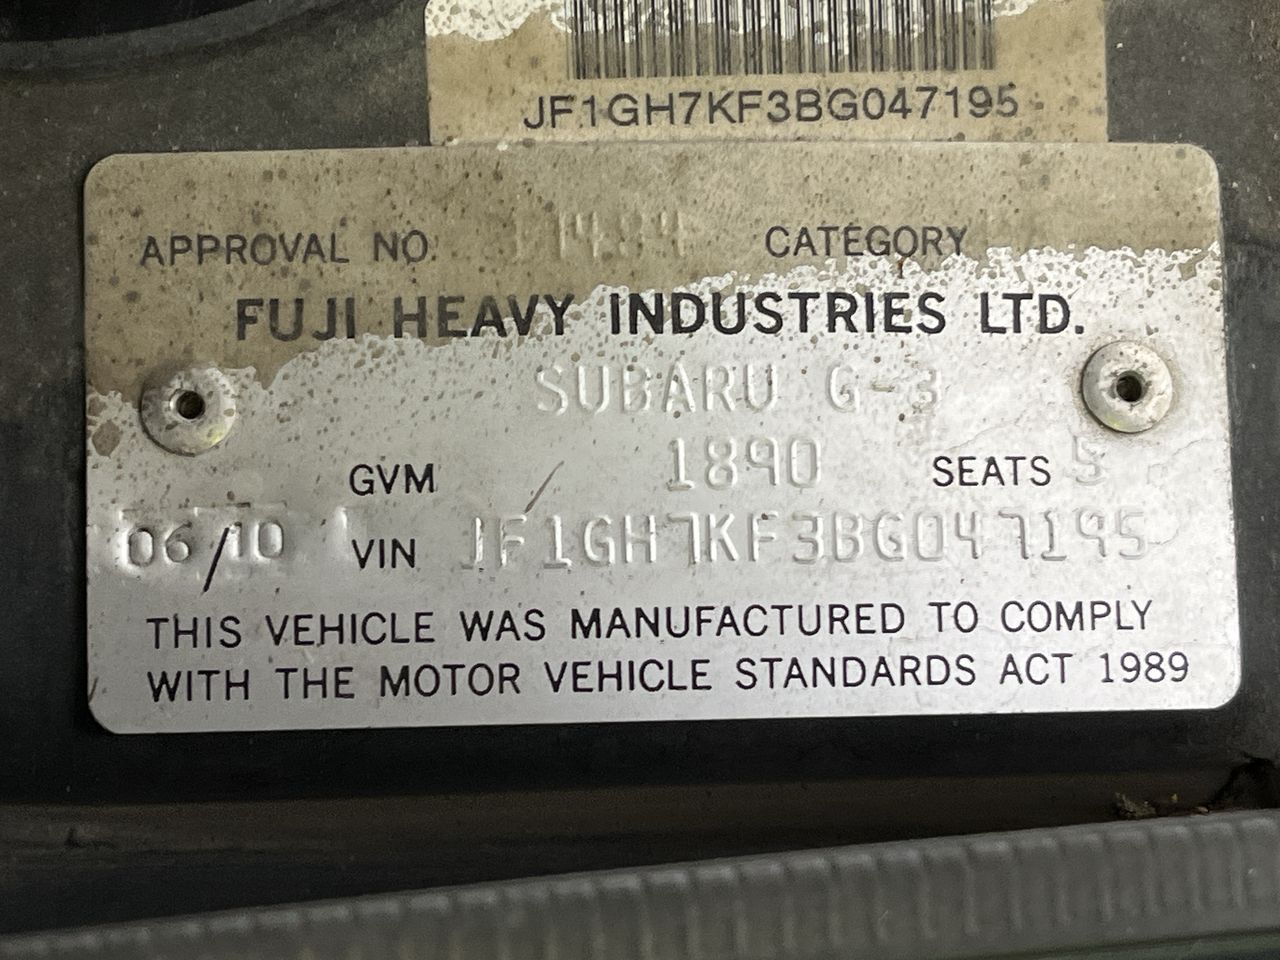 JF1GH7KF3BG047195
APPROVAL NO. CATEGORY
FUJI HEAVY INDUSTRIES LTD.
SUBARU G-3
GVM 1890 SEATS 5
06/10 VIN JF1GH7KF3BG047195
THIS VEHICLE WAS MANUFACTURED TO COMPLY
WITH THE MOTOR VEHICLE STANDARDS ACT 1989